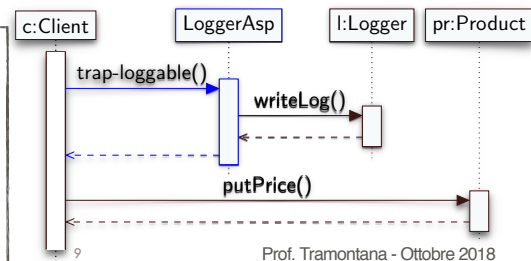 c:Client LoggerAsp l:Logger pr:Product
trap-loggable()
writeLog()
putPrice()
9 Prof. Tramontana - Ottobre 2018